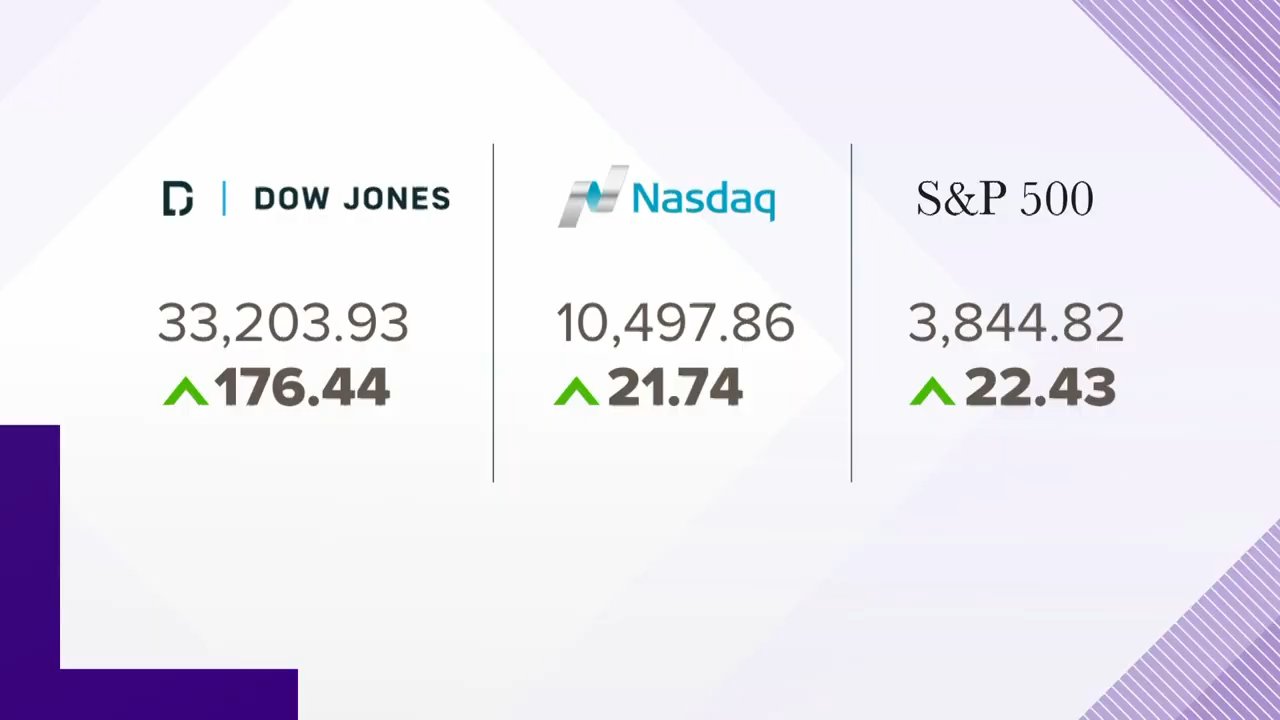 DOW JONES
33,203.93
176.44
Nasdaq
10,497.86
21.74
S&P 500
3,844.82
22.43